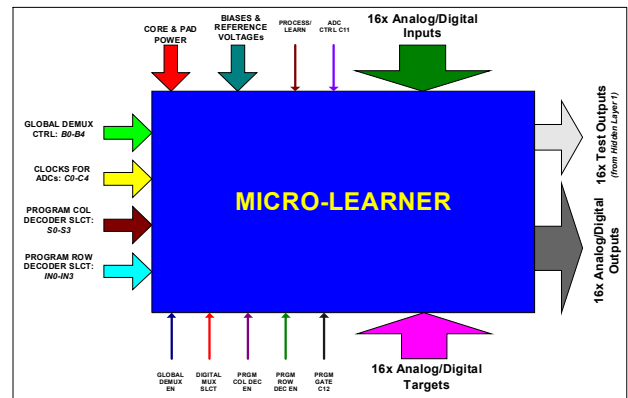 CORE & PAD
POWER
BIASES &
REFERENCE
VOLTAGEs
PROCESS/
LEARN
ADC
CTRL C11
16x Analog/Digital
Inputs
GLOBAL DEMUX
CTRL: B0-B4
CLOCKS FOR
ADCs: C0-C4
PROGRAM COL
DECODER SLCT:
S0-S3
PROGRAM ROW
DECODER SLCT:
IN0-IN3
MICRO-LEARNER
16x Test Outputs
(from Hidden Layer 1)
16x Analog/Digital
Outputs
GLOBAL
DEMUX
EN
DIGITAL
MUX
SLCT
PRGM
COL DEC
EN
PRGM
ROW
DEC EN
PRGM
GATE
C12
16x Analog/Digital
Targets